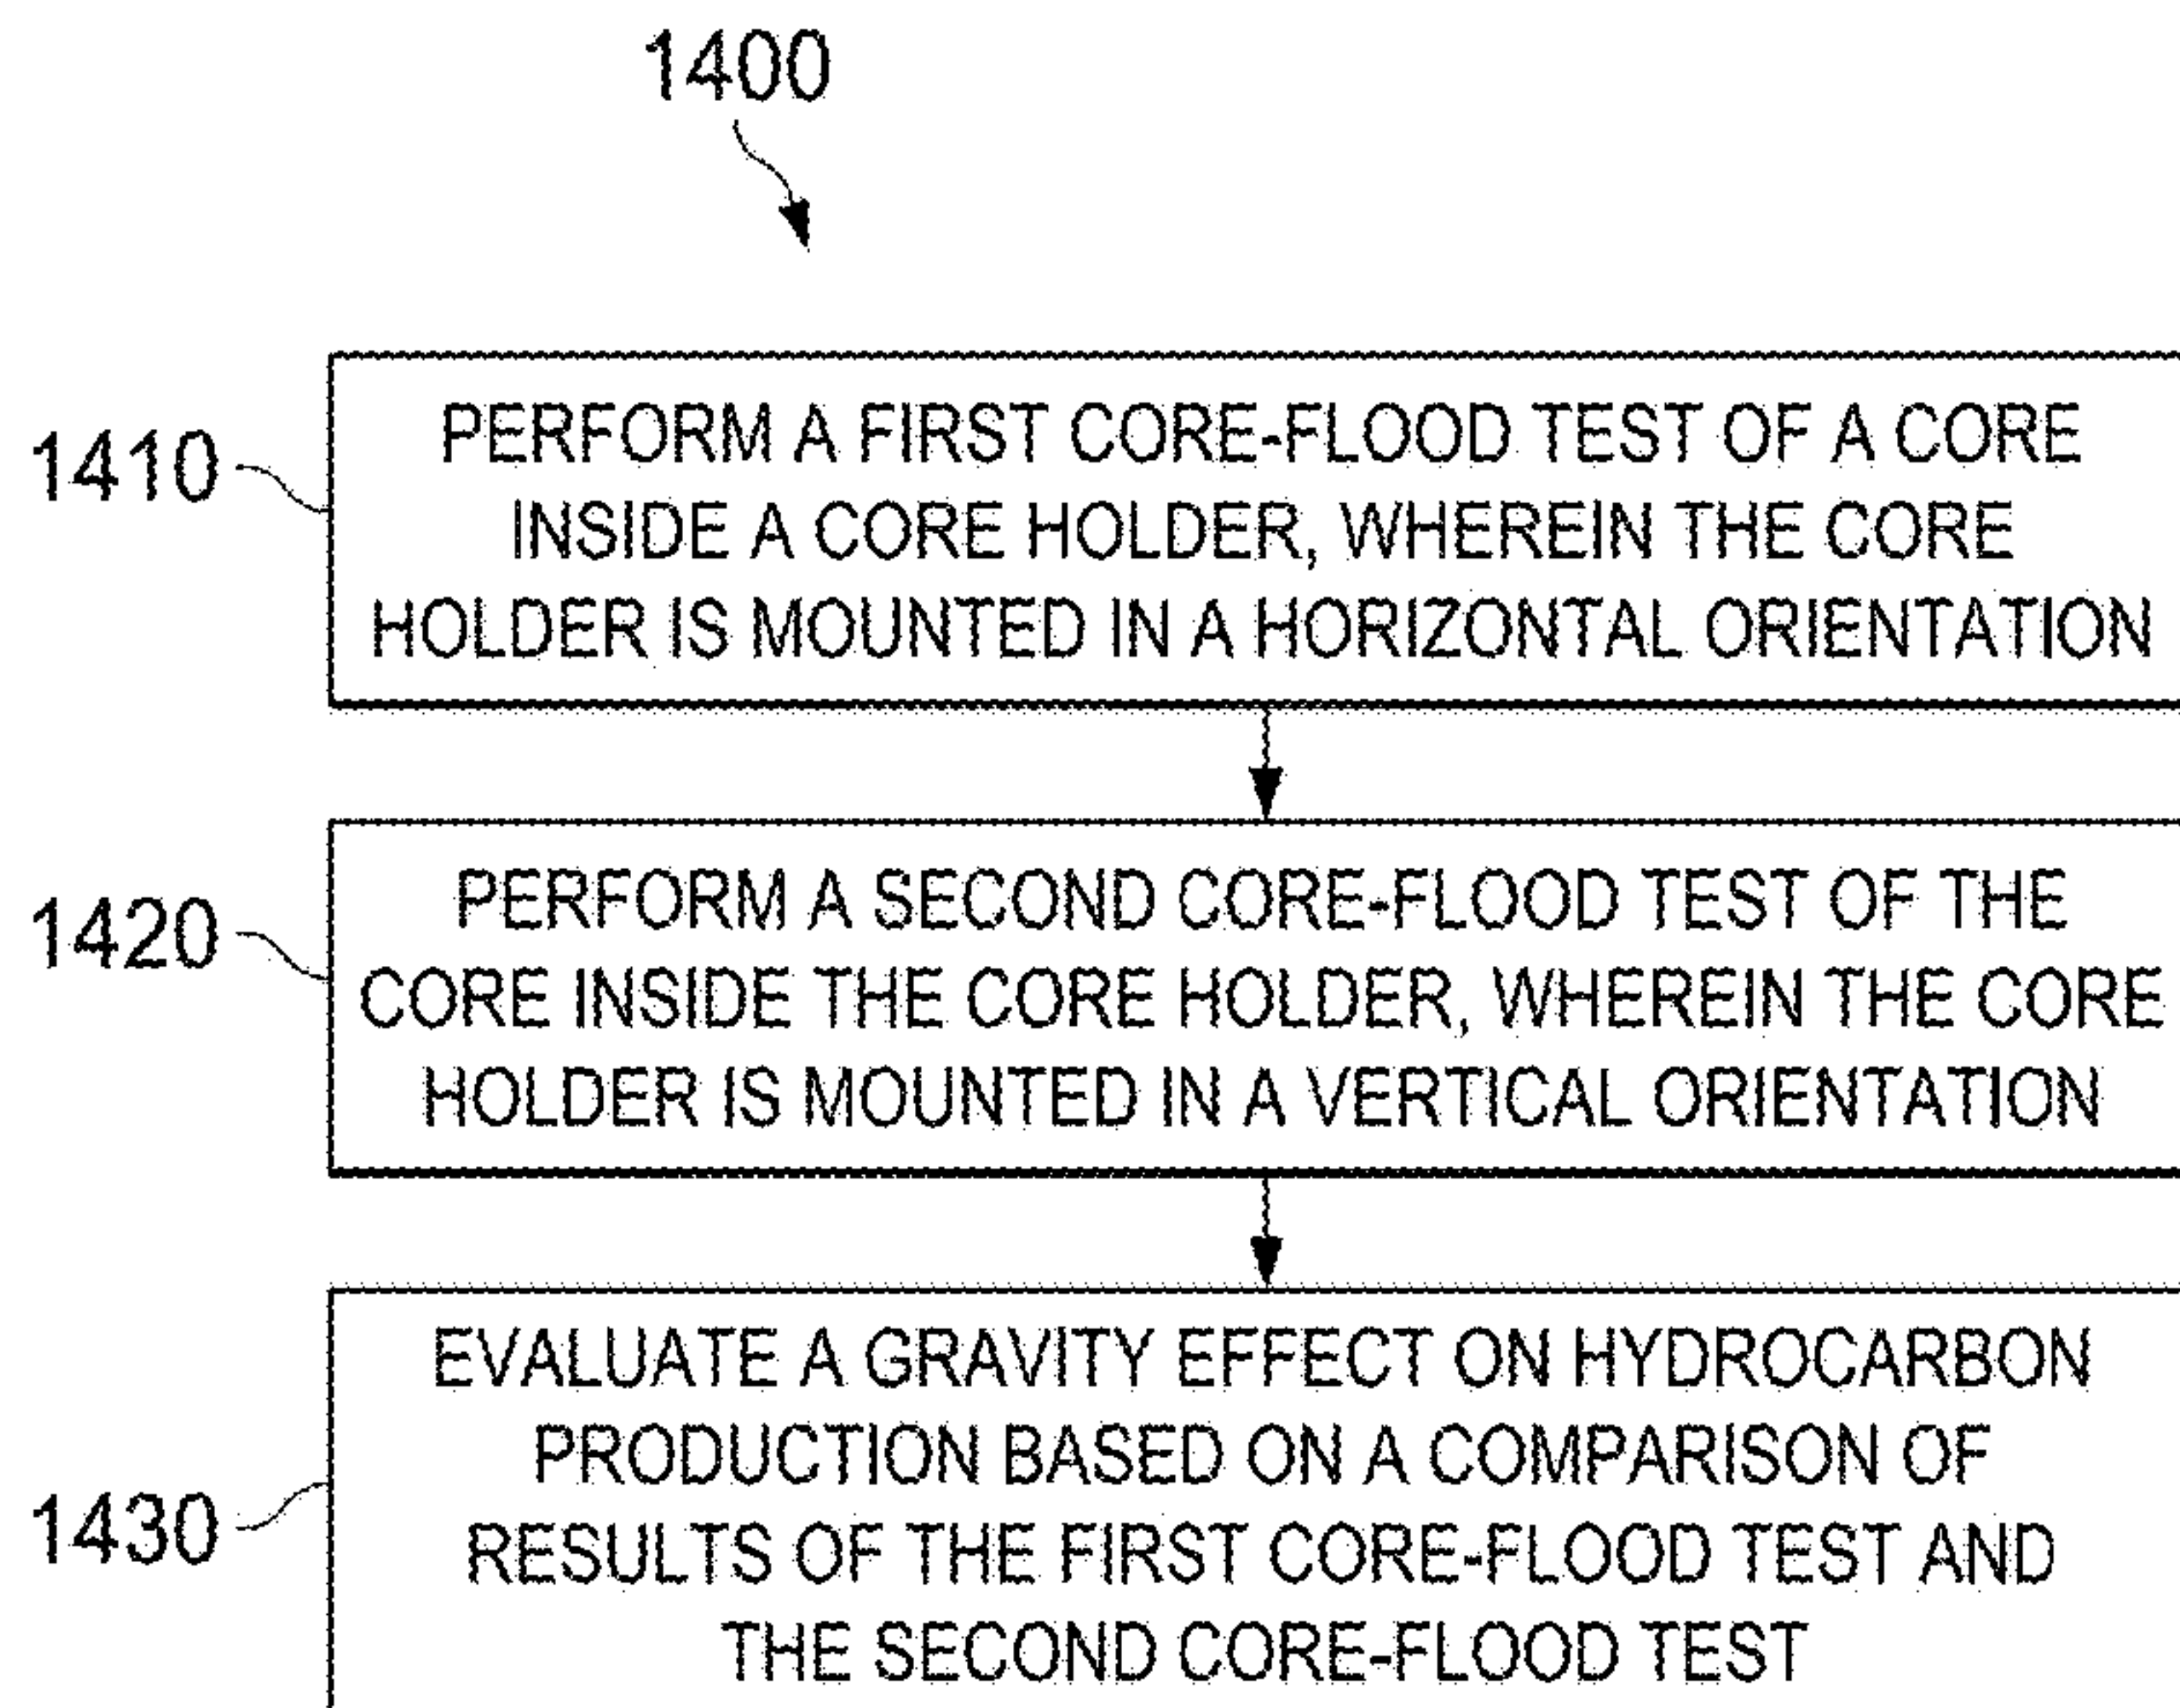 1400
1410
PERFORM A FIRST CORE-FLOOD TEST OF A CORE
INSIDE A CORE HOLDER, WHEREIN THE CORE
HOLDER IS MOUNTED IN A HORIZONTAL ORIENTATION
1420
PERFORM A SECOND CORE-FLOOD TEST OF THE
CORE INSIDE THE CORE HOLDER, WHEREIN THE CORE
HOLDER IS MOUNTED IN A VERTICAL ORIENTATION
1430
EVALUATE A GRAVITY EFFECT ON HYDROCARBON
PRODUCTION BASED ON A COMPARISON OF
RESULTS OF THE FIRST CORE-FLOOD TEST AND
THE SECOND CORE-FLOOD TEST